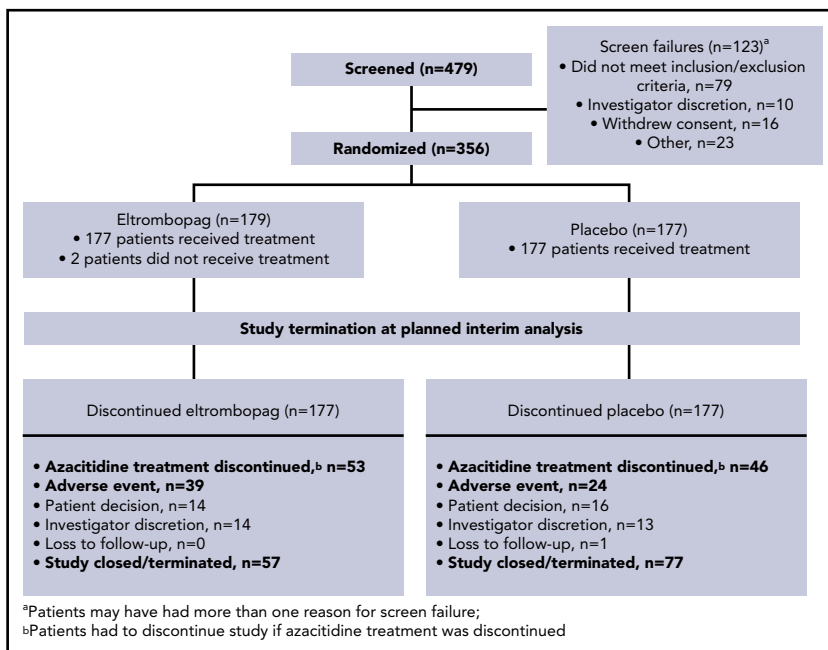 Screened (n=479)
Screen failures (n=123)ᵃ
• Did not meet inclusion/exclusion
criteria, n=79
• Investigator discretion, n=10
• Withdrew consent, n=16
• Other, n=23
Randomized (n=356)
Eltrombopag (n=179)
• 177 patients received treatment
• 2 patients did not receive treatment
Placebo (n=177)
• 177 patients received treatment
Study termination at planned interim analysis
Discontinued eltrombopag (n=177)
• Azacitidine treatment discontinued,ᵇ n=53
• Adverse event, n=39
• Patient decision, n=14
• Investigator discretion, n=14
• Loss to follow-up, n=0
• Study closed/terminated, n=57
Discontinued placebo (n=177)
• Azacitidine treatment discontinued,ᵇ n=46
• Adverse event, n=24
• Patient decision, n=16
• Investigator discretion, n=13
• Loss to follow-up, n=1
• Study closed/terminated, n=77
ᵃPatients may have had more than one reason for screen failure;
ᵇPatients had to discontinue study if azacitidine treatment was discontinued